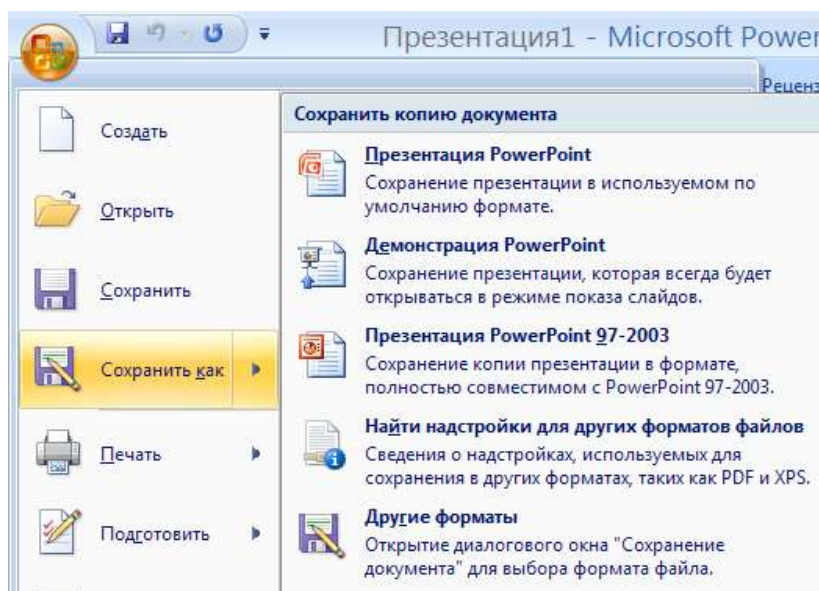 Презентация1 - Microsoft Power
Реценз
Создать
Открыть
Сохранить
Сохранить как
Печать
Подготовить
Сохранить копию документа
Презентация PowerPoint
Сохранение презентации в используемом по
умолчанию формате.
Демонстрация PowerPoint
Сохранение презентации, которая всегда будет
открываться в режиме показа слайдов.
Презентация PowerPoint 97-2003
Сохранение копии презентации в формате,
полностью совместимом с PowerPoint 97-2003.
Найти надстройки для других форматов файлов
Сведения о надстройках, используемых для
сохранения в других форматах, таких как PDF и XPS.
Другие форматы
Открытие диалогового окна "Сохранение
документа" для выбора формата файла.